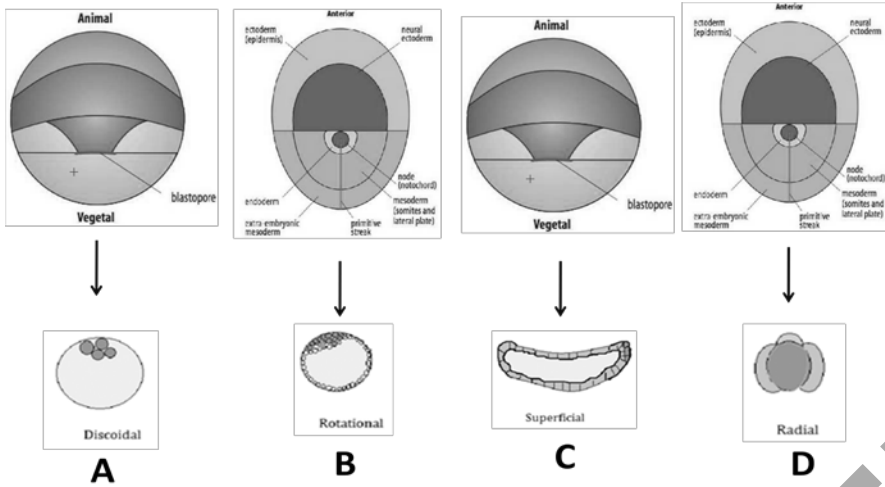 Animal
blastopore
Vegetal
Discoidal
A
Anterior
ectoderm
(epidermis)
neural
ectoderm
node
(notochord)
endoderm
mesoderm
(somites and
lateral plate)
extra-embryonic
mesoderm
primitive
streak
Rotational
B
Animal
blastopore
Vegetal
Superficial
C
Anterior
ectoderm
(epidermis)
neural
ectoderm
node
(notochord)
endoderm
mesoderm
(somites and
lateral plate)
extra-embryonic
mesoderm
primitive
streak
Radial
D